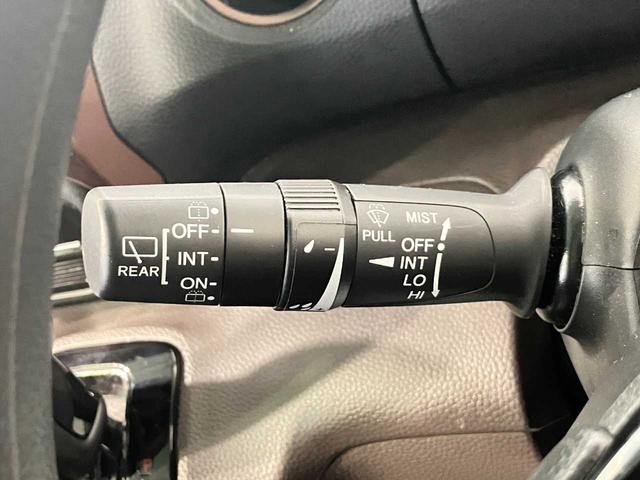 OFF
INT
ON
REAR
PULL
MIST
OFF
INT
LO
HI